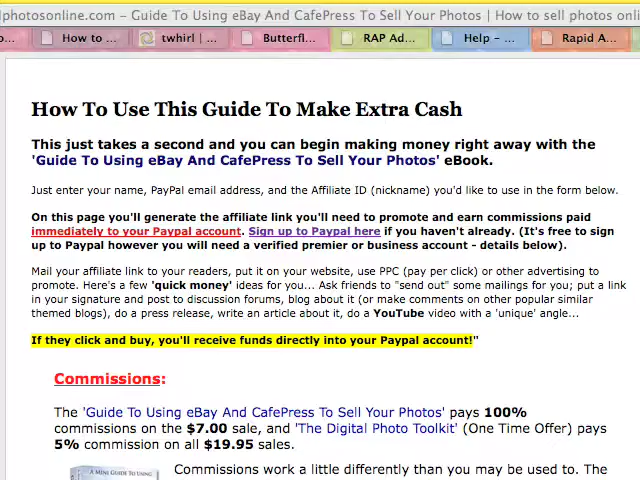 lphotosonline.com – Guide To Using eBay And CafePress To Sell Your Photos | How to sell photos onli
o... How to ... twhirl | ... Butterfl... RAP Ad... Help – ... Rapid A...
How To Use This Guide To Make Extra Cash
This just takes a second and you can begin making money right away with the
'Guide To Using eBay And CafePress To Sell Your Photos' eBook.
Just enter your name, PayPal email address, and the Affiliate ID (nickname) you'd like to use in the form below.
On this page you'll generate the affiliate link you'll need to promote and earn commissions paid
immediately to your Paypal account. Sign up to Paypal here if you haven't already. (It's free to sign
up to Paypal however you will need a verified premier or business account - details below).
Mail your affiliate link to your readers, put it on your website, use PPC (pay per click) or other advertising to
promote. Here's a few 'quick money' ideas for you... Ask friends to "send out" some mailings for you; put a link
in your signature and post to discussion forums, blog about it (or make comments on other popular similar
themed blogs), do a press release, write an article about it, do a YouTube video with a 'unique' angle...
If they click and buy, you'll receive funds directly into your Paypal account!"
Commissions:
The 'Guide To Using eBay And CafePress To Sell Your Photos' pays 100%
commissions on the $7.00 sale, and 'The Digital Photo Toolkit' (One Time Offer) pays
5% commission on all $19.95 sales.
A MINI GUIDE TO USING
Commissions work a little differently than you may be used to. The